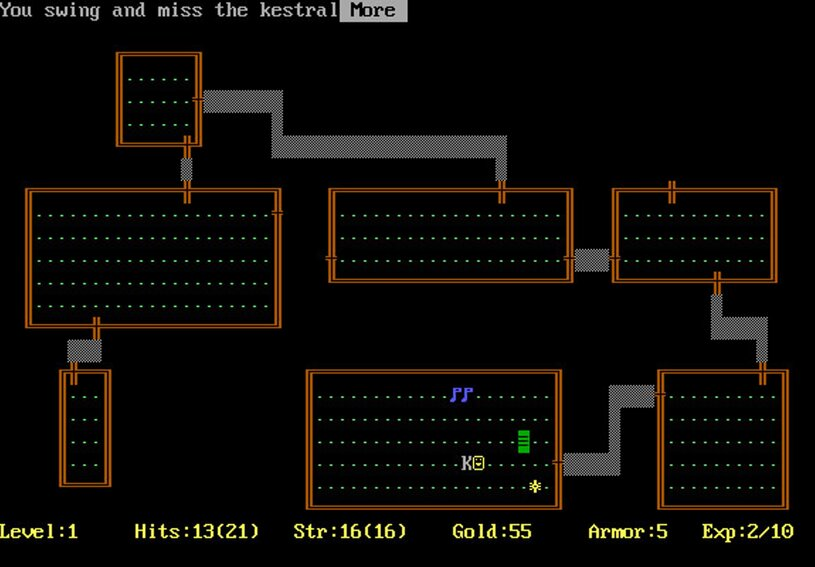 You swing and miss the kestral More
K
Level:1 Hits:13(21) Str:16(16) Gold:55 Armor:5 Exp:2/10